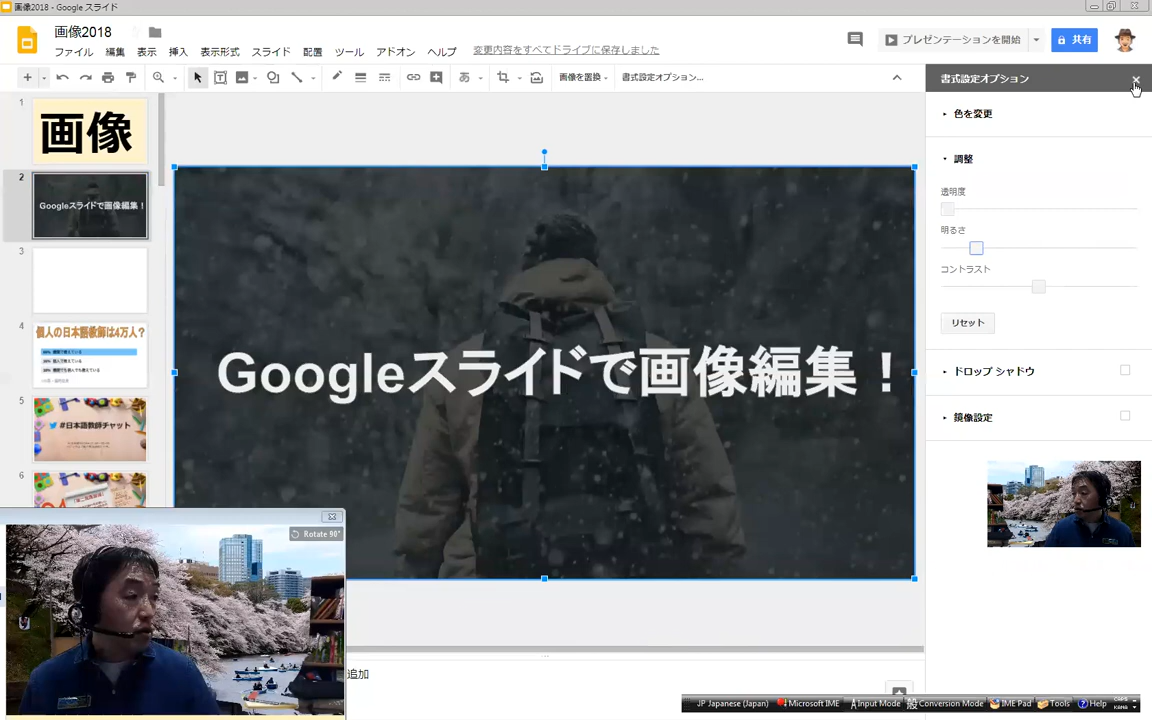 画像2018 - Google スライド
画像2018
ファイル 編集 表示 挿入 表示形式 スライド 配置 ツール アドオン ヘルプ 変更内容をすべてドライブに保存しました
プレゼンテーションを開始
共有
あ
画像を置換
書式設定オプション...
書式設定オプション
1
画像
2
Googleスライドで画像編集!
3
4
個人の日本語教師は4万人?
5
#日本語教師チャット
6
Googleスライドで画像編集!
色を変更
調整
透明度
明るさ
コントラスト
リセット
ドロップ シャドウ
鏡像設定
Rotate 90°
追加
JP Japanese (Japan) Microsoft IME A Input Mode 般 Conversion Mode IME Pad Tools Help CAPS KANA